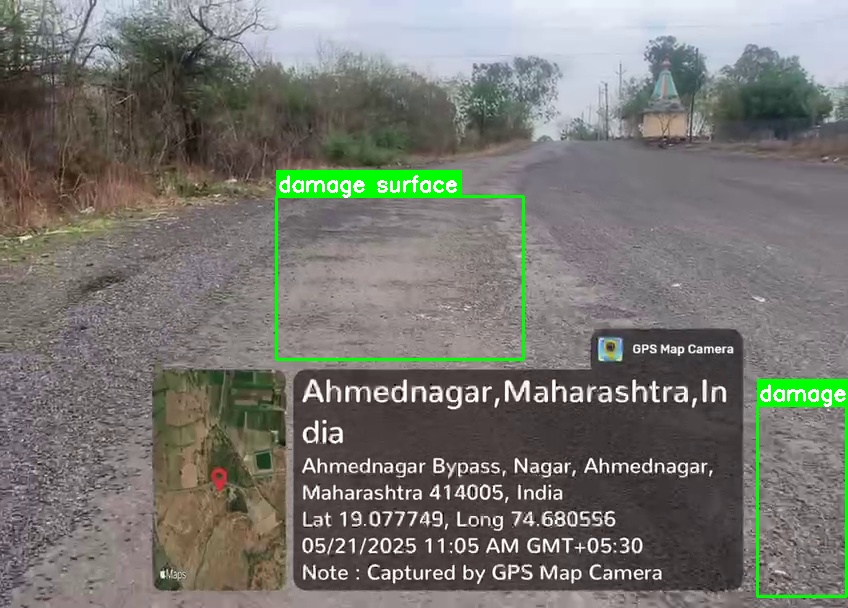 damage surface
GPS Map Camera
damage
Ahmednagar,Maharashtra,In
dia
Ahmednagar Bypass, Nagar, Ahmednagar,
Maharashtra 414005, India
Lat 19.077749, Long 74.680556
05/21/2025 11:05 AM GMT+05:30
Note : Captured by GPS Map Camera
Maps